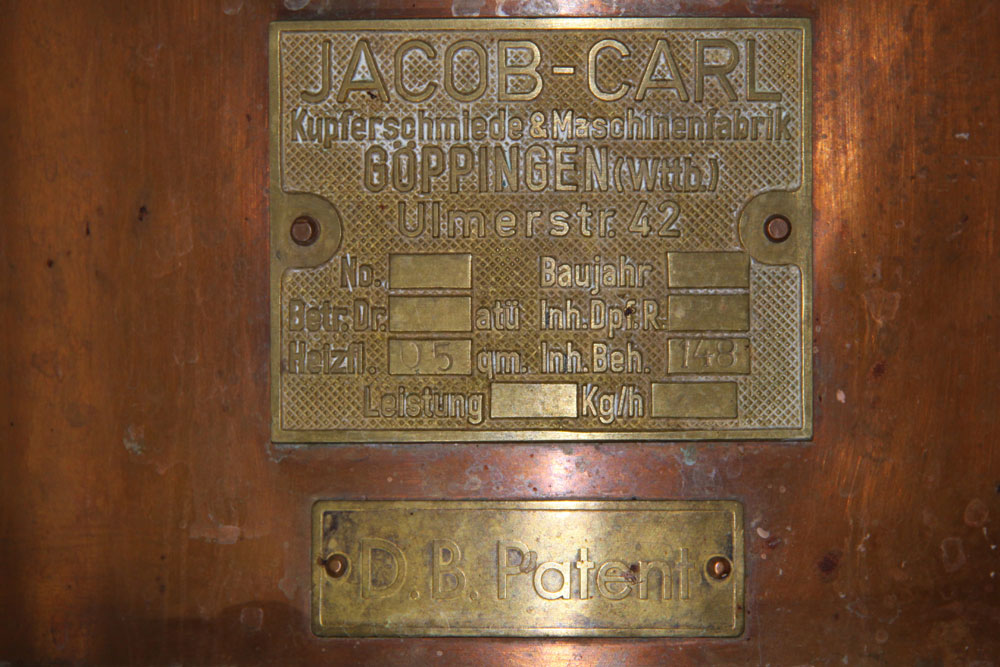 JACOB-CARL
Kupferschmiede & Maschinenfabrik
GÖPPINGEN (Wttb.)
Ulmerstr. 42
No. Baujahr
Betr. Dr. atü Inh. Dpf. R.
Heizfl. 0,5 qm. Inh. Beh. 148
Leistung Kg/h
D.B. Patent